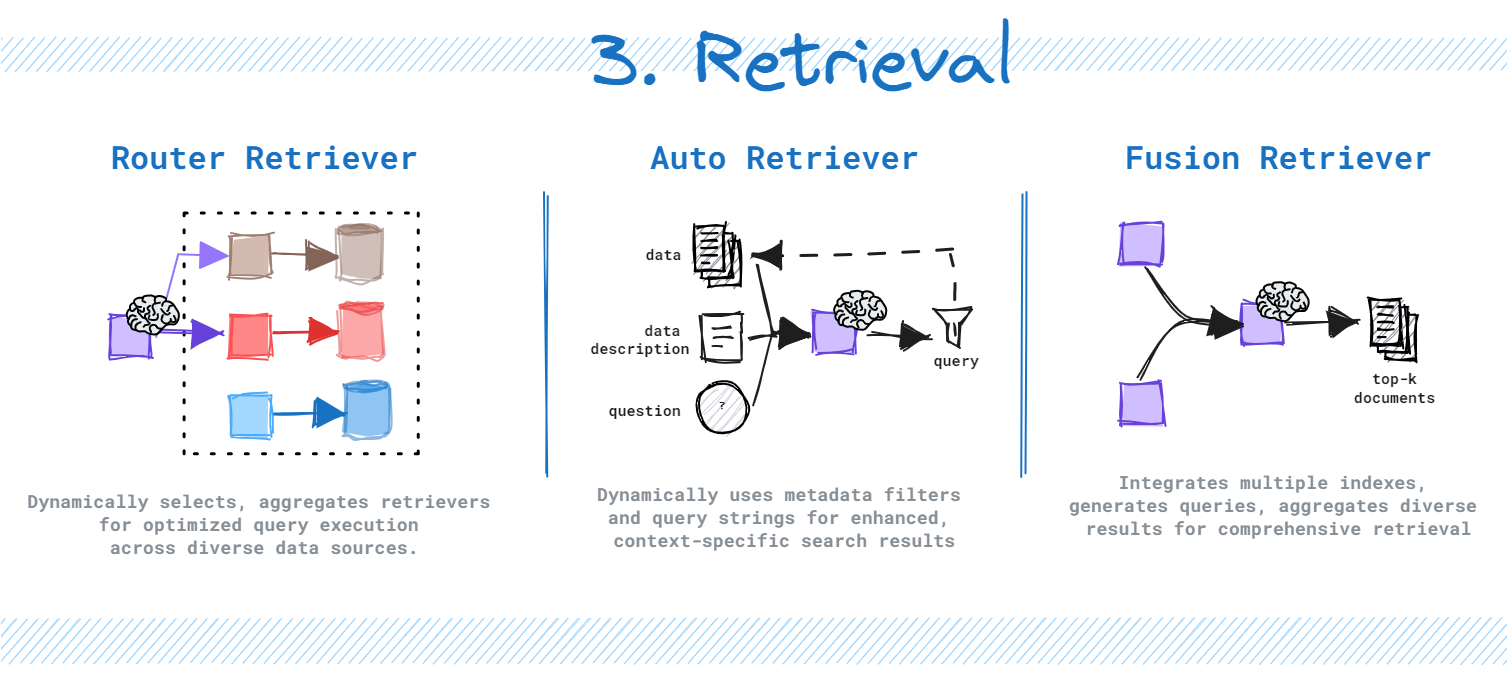 3. Retrieval
Router Retriever
Dynamically selects, aggregates retrievers
for optimized query execution
across diverse data sources.
Auto Retriever
data
data
description
question
?
query
Dynamically uses metadata filters
and query strings for enhanced,
context-specific search results
Fusion Retriever
top-k
documents
Integrates multiple indexes,
generates queries, aggregates diverse
results for comprehensive retrieval